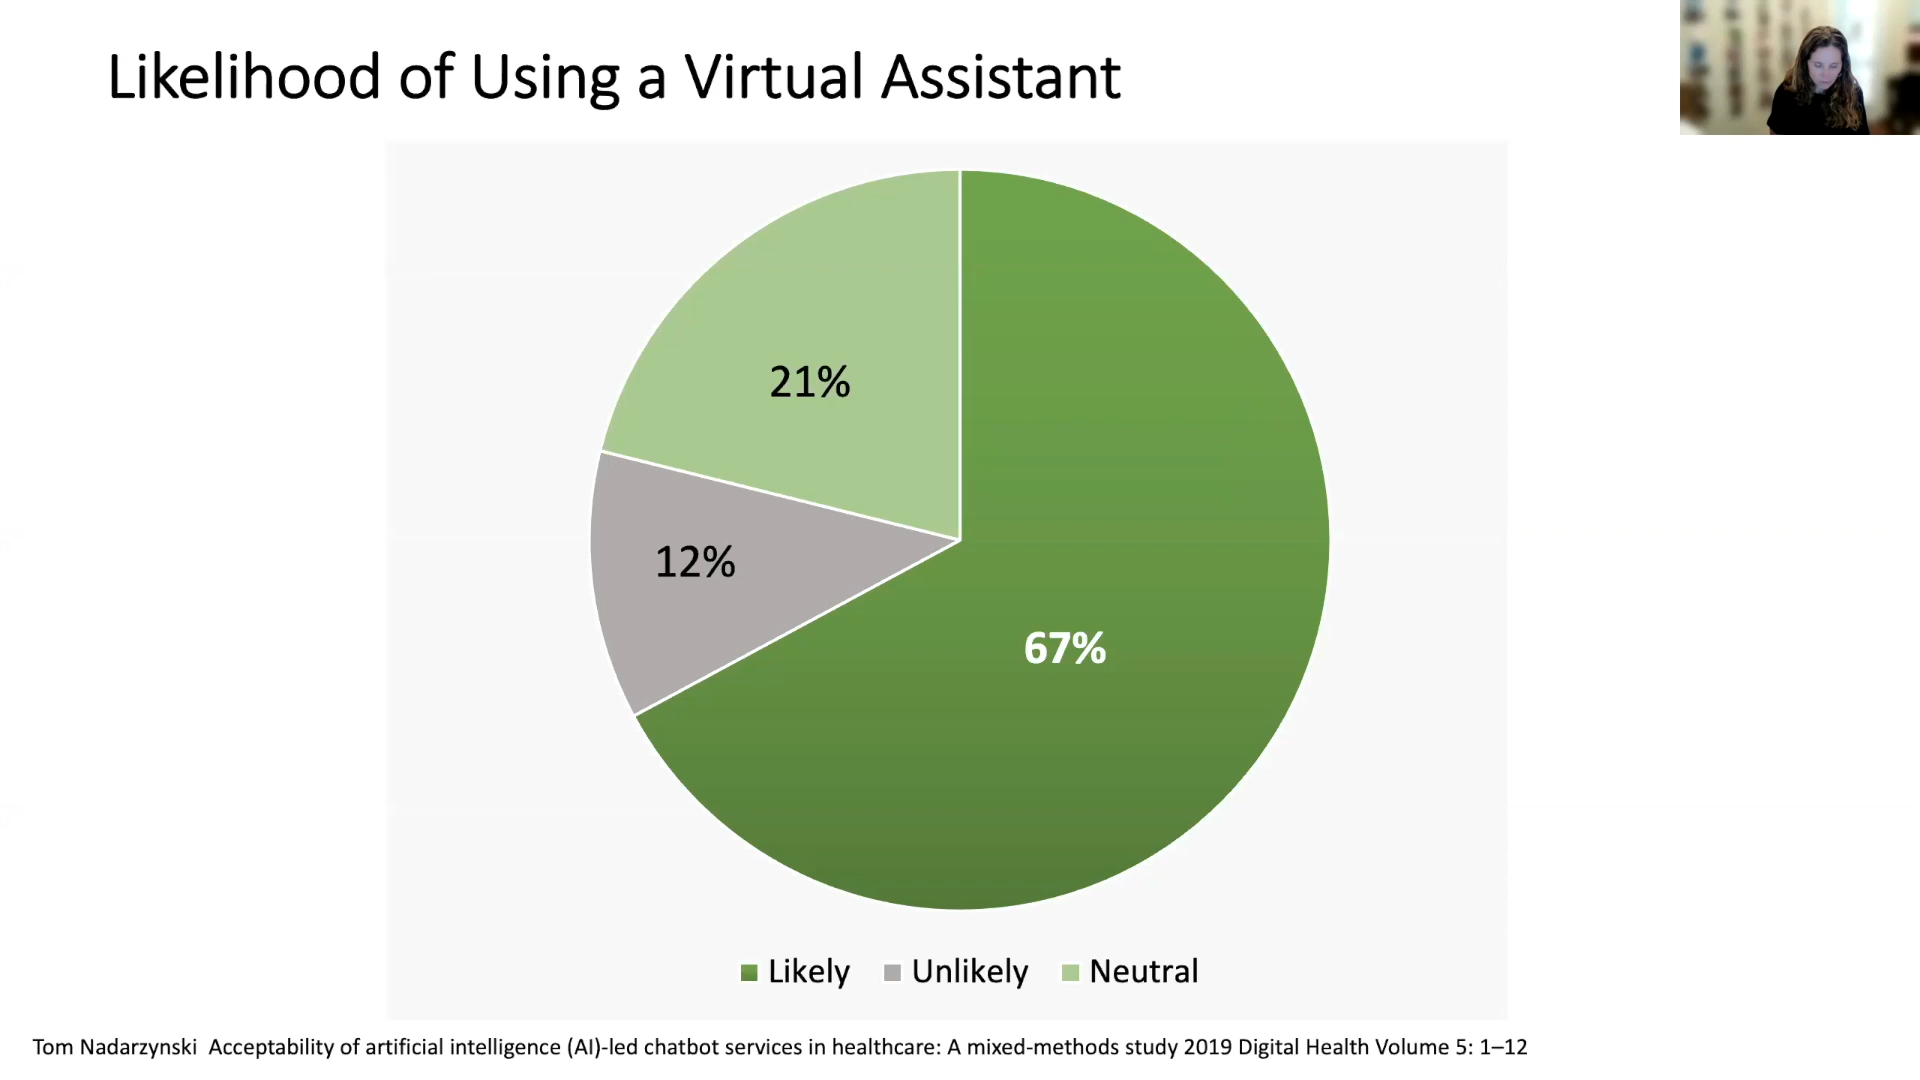 Likelihood of Using a Virtual Assistant
21%
12%
67%
Likely Unlikely Neutral
Tom Nadarzynski  Acceptability of artificial intelligence (AI)-led chatbot services in healthcare: A mixed-methods study 2019 Digital Health Volume 5: 1–12